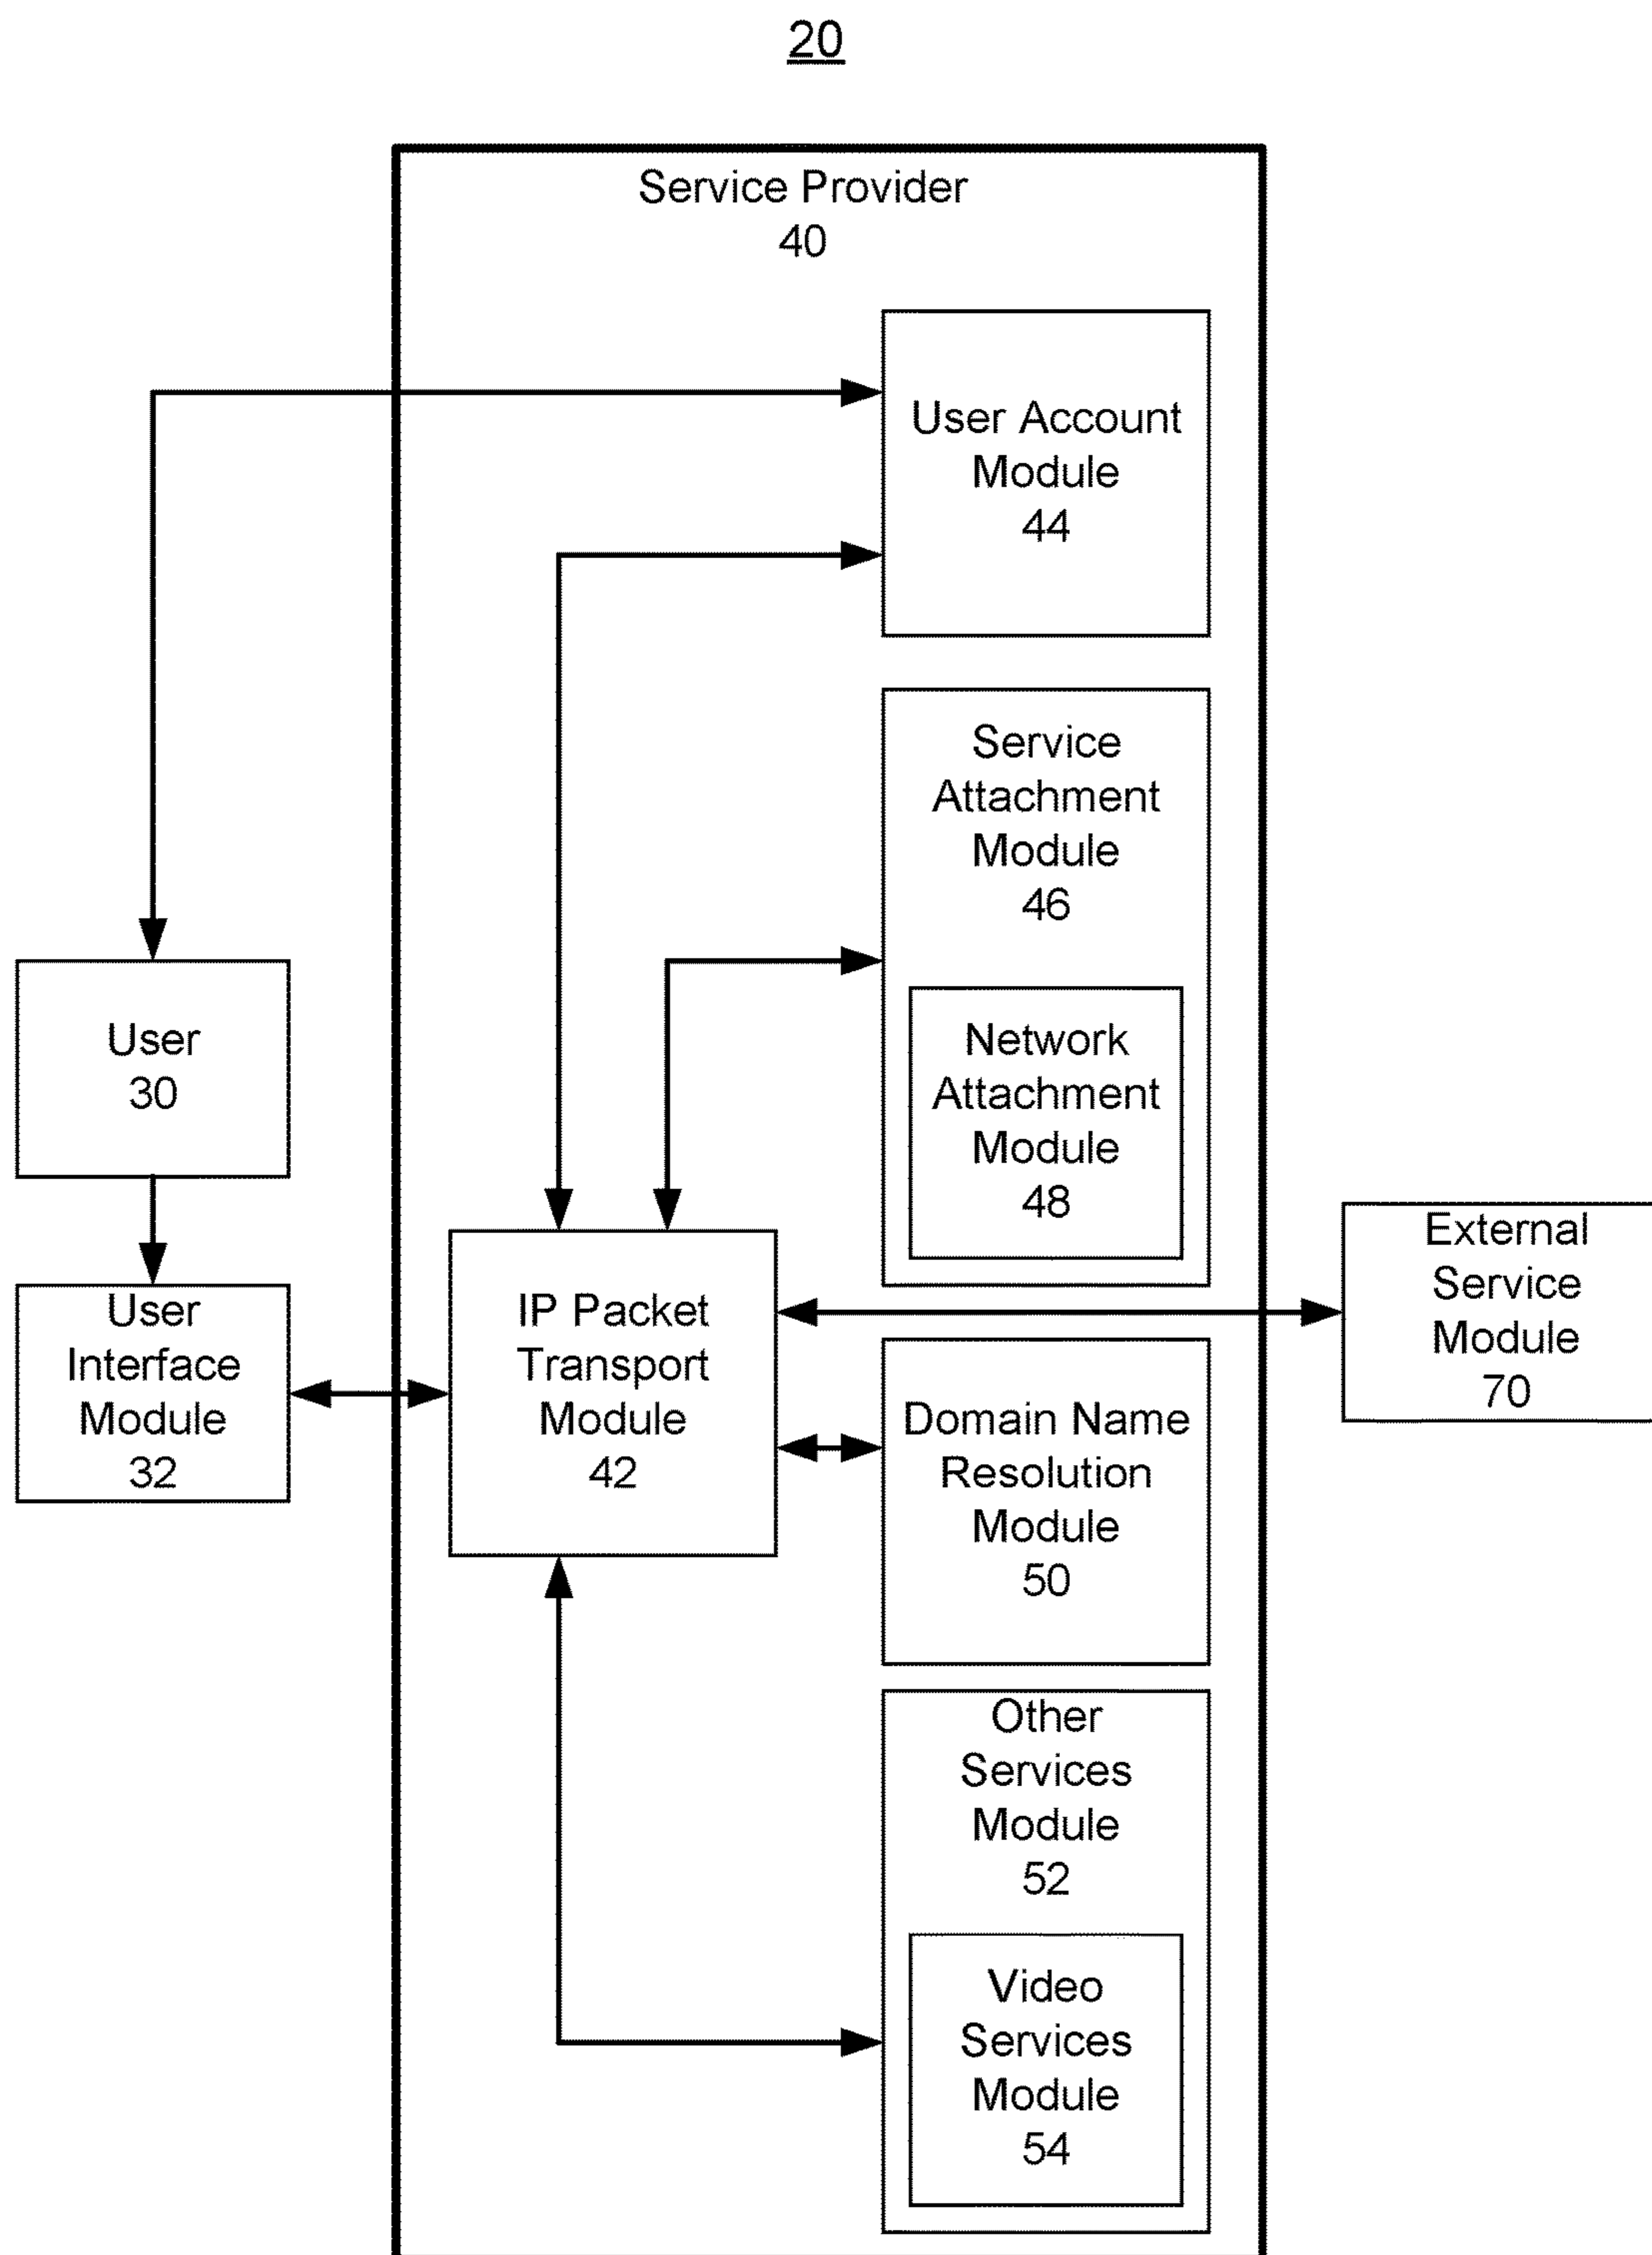 20
Service Provider
40
User Account
Module
44
Service
Attachment
Module
46
Network
Attachment
Module
48
User
30
User
Interface
Module
32
IP Packet
Transport
Module
42
External
Service
Module
70
Domain Name
Resolution
Module
50
Other
Services
Module
52
Video
Services
Module
54